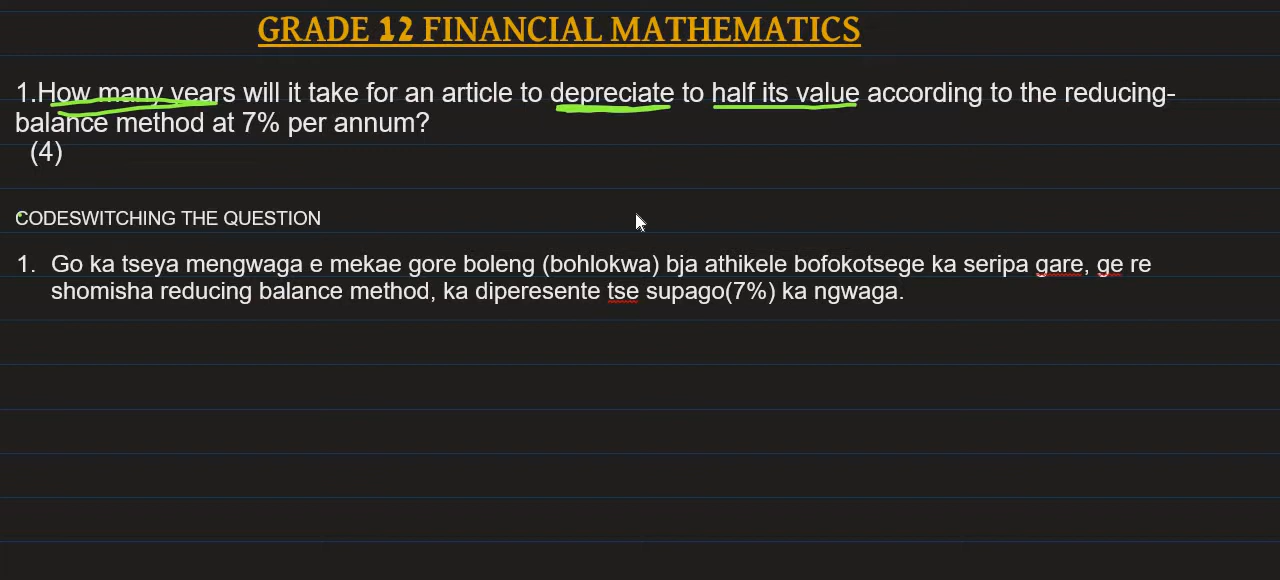 GRADE 12 FINANCIAL MATHEMATICS
1.How many years will it take for an article to depreciate to half its value according to the reducing-
balance method at 7% per annum?
(4)
CODESWITCHING THE QUESTION
1. Go ka tseya mengwaga e mekae gore boleng (bohlokwa) bja athikele bofokotsege ka seripa gare, ge re
shomisha reducing balance method, ka diperesente tse supago(7%) ka ngwaga.